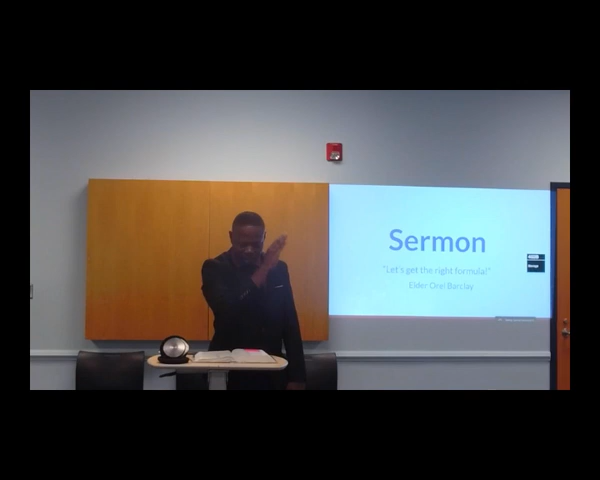 Sermon
"Let's get the right formula!"
Elder Orel Barclay